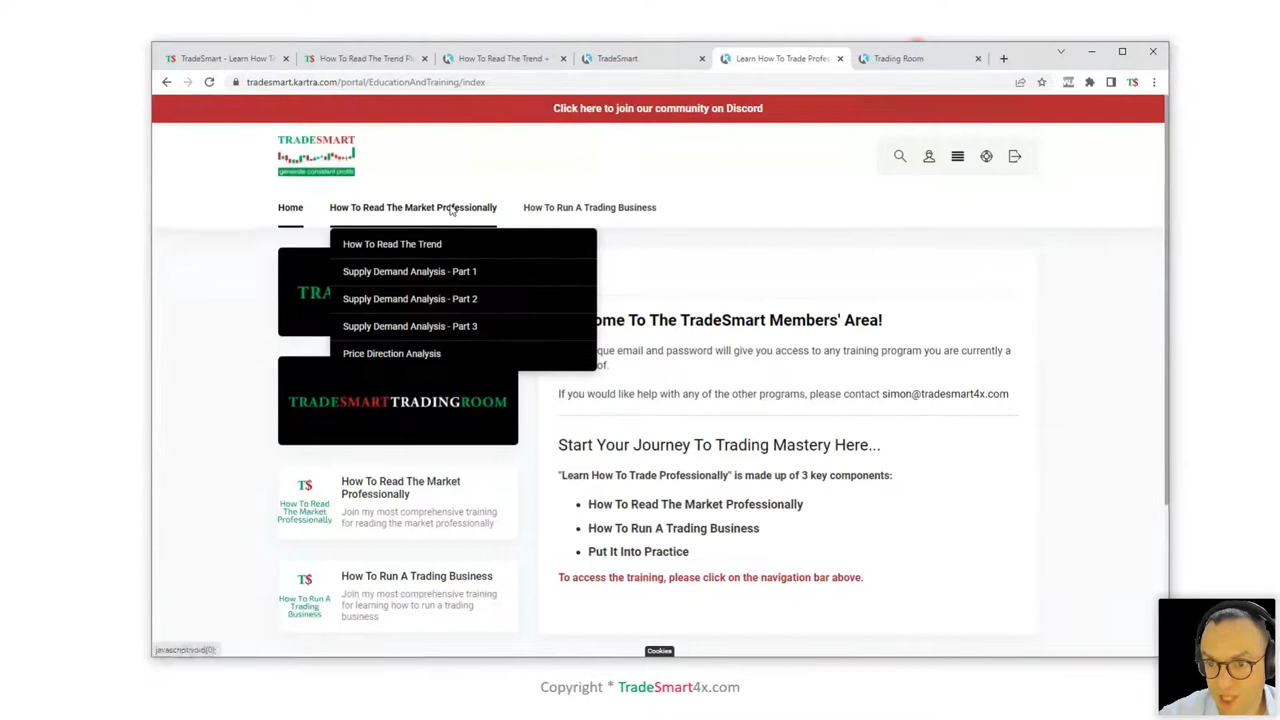 TradeSmart - Learn How T
How To Read The Trend Pl
How To Read The Trend +
TradeSmart
Learn How To Trade Profes
Trading Room
tradesmart.kartra.com/portal/EducationAndTraining/index
Click here to join our community on Discord
TRADESMART
generate consistent profits
Home
How To Read The Market Professionally
How To Run A Trading Business
How To Read The Trend
Supply Demand Analysis - Part 1
Supply Demand Analysis - Part 2
Supply Demand Analysis - Part 3
Price Direction Analysis
TRA
ome To The TradeSmart Members' Area!
que email and password will give you access to any training program you are currently a
of.
If you would like help with any of the other programs, please contact simon@tradesmart4x.com
TRADESMARTTRADINGROOM
Start Your Journey To Trading Mastery Here...
"Learn How To Trade Professionally" is made up of 3 key components:
• How To Read The Market Professionally
• How To Run A Trading Business
• Put It Into Practice
To access the training, please click on the navigation bar above.
T$
How To Read
The Market
Professionally
How To Read The Market
Professionally
Join my most comprehensive training
for reading the market professionally
T$
How To Run A
Trading
Business
How To Run A Trading Business
Join my most comprehensive training
for learning how to run a trading
business
javascript:void(0);
Cookies
Copyright * TradeSmart4x.com